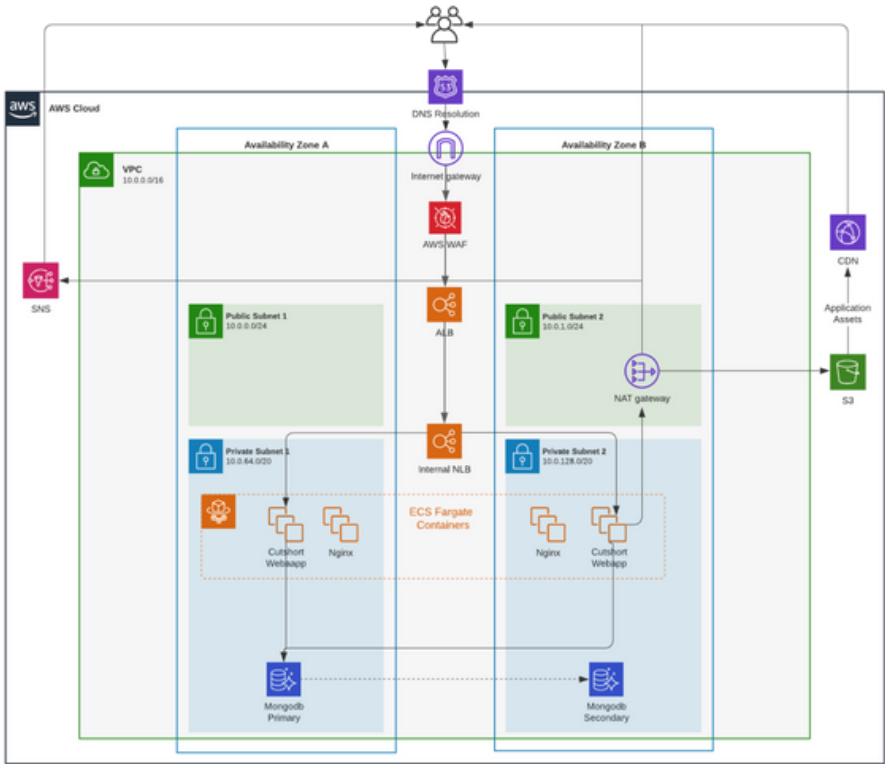 53
DNS Resolution
aws
AWS Cloud
Availability Zone A
Availability Zone B
Internet gateway
VPC
10.0.0.0/16
AWS WAF
CDN
SNS
Application
Assets
Public Subnet 1
10.0.0.0/24
ALB
Public Subnet 2
10.0.1.0/24
NAT gateway
S3
Private Subnet 1
10.0.64.0/20
Internal NLB
Private Subnet 2
10.0.128.0/20
ECS Fargate
Containers
Cutshort
Webaapp
Nginx
Nginx
Cutshort
Webapp
Mongodb
Primary
Mongodb
Secondary